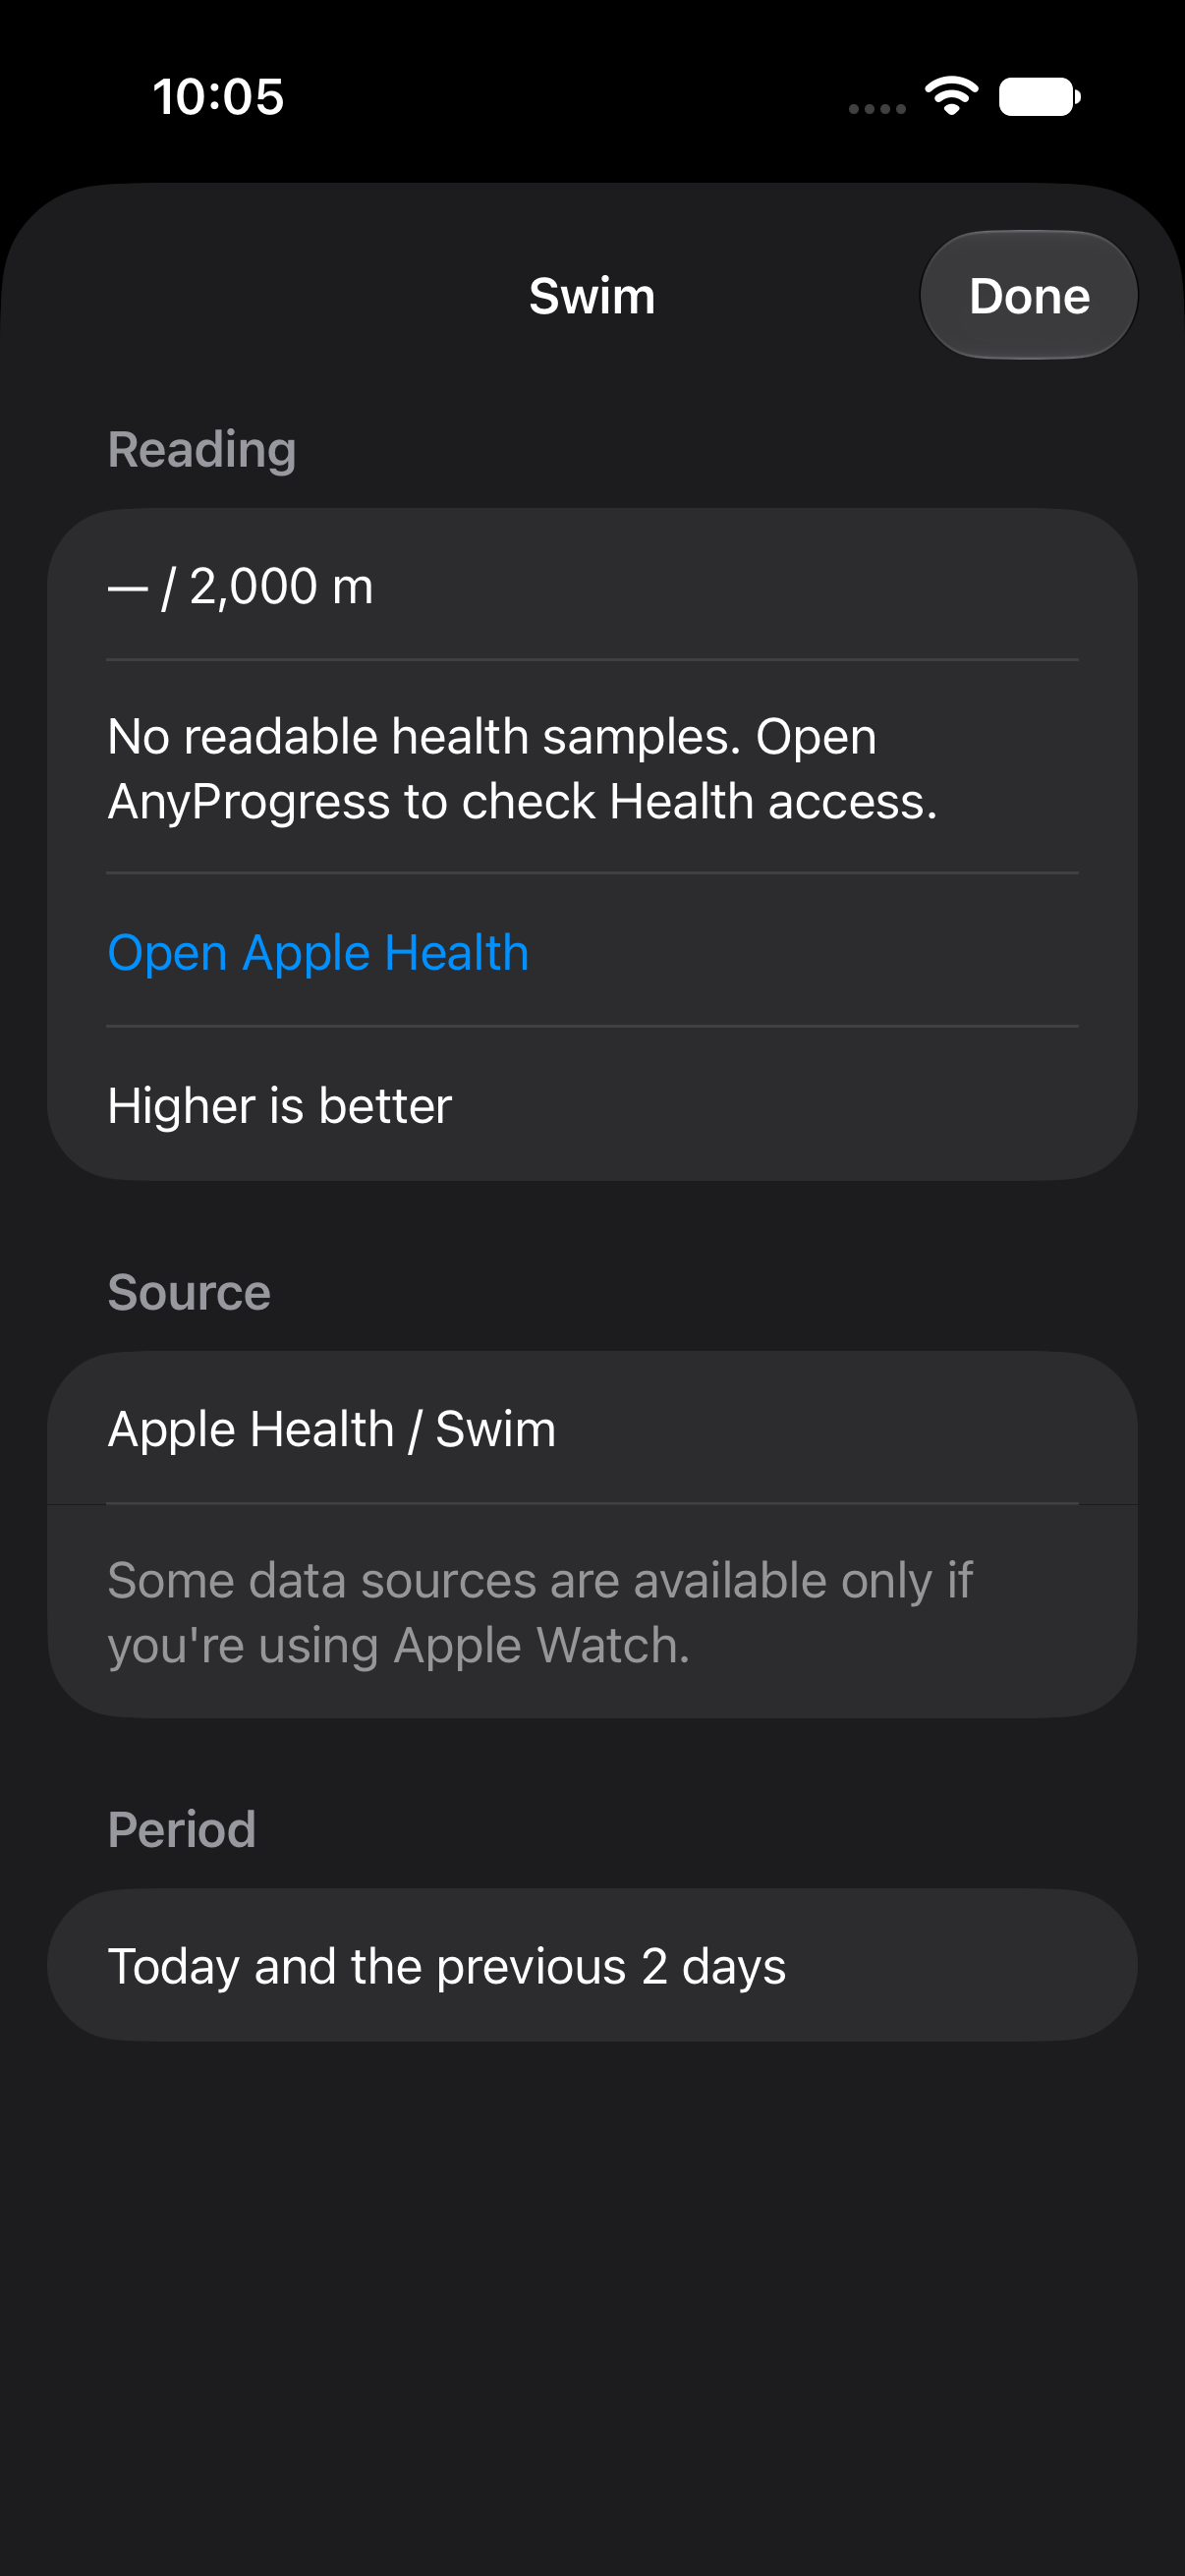 10:05
Swim
Done
Reading
— / 2,000 m
No readable health samples. Open
AnyProgress to check Health access.
Open Apple Health
Higher is better
Source
Apple Health / Swim
Some data sources are available only if
you're using Apple Watch.
Period
Today and the previous 2 days